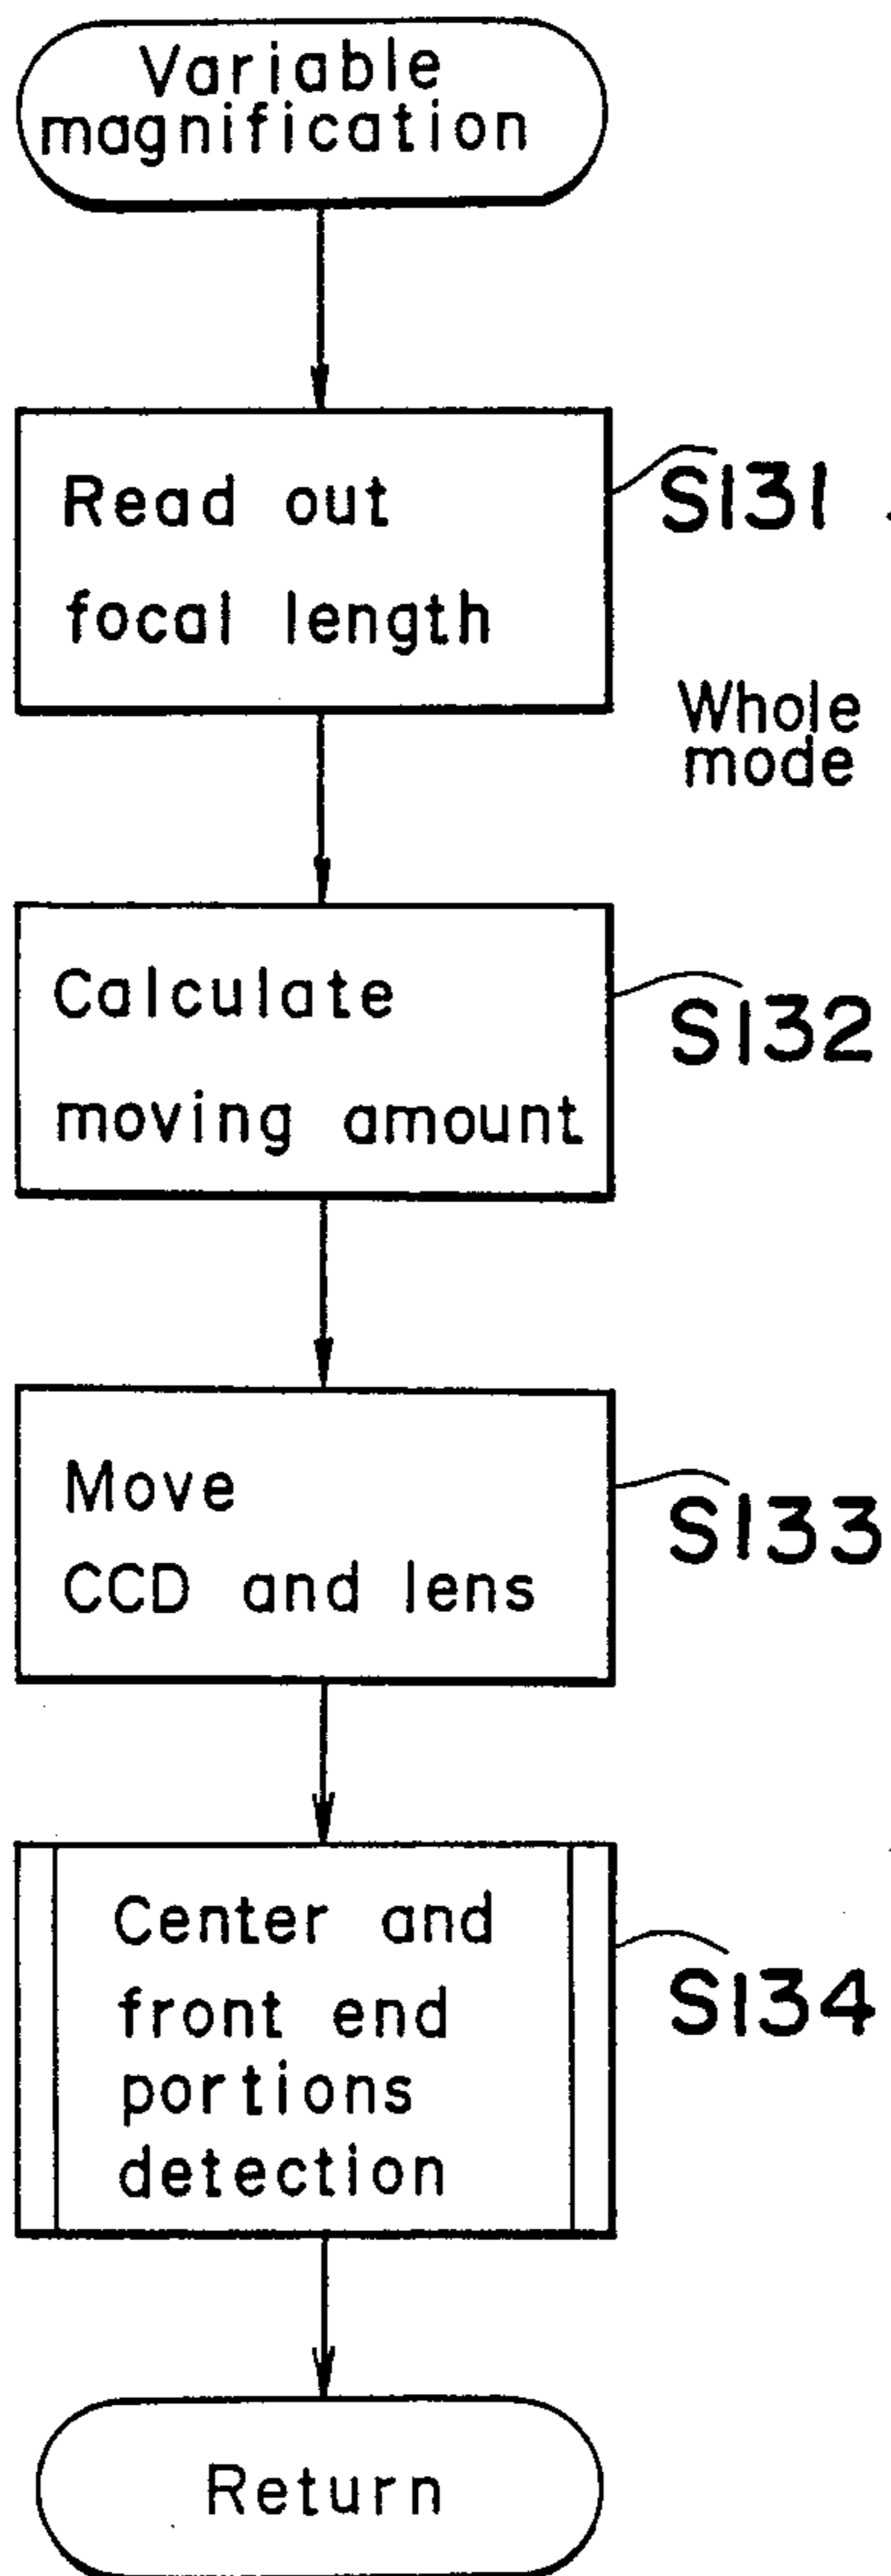 Variable
magnification
Read out
focal length
S131
Whole
mode
Calculate
moving amount
S132
Move
CCD and lens
S133
Center and
front end
portions
detection
S134
Return